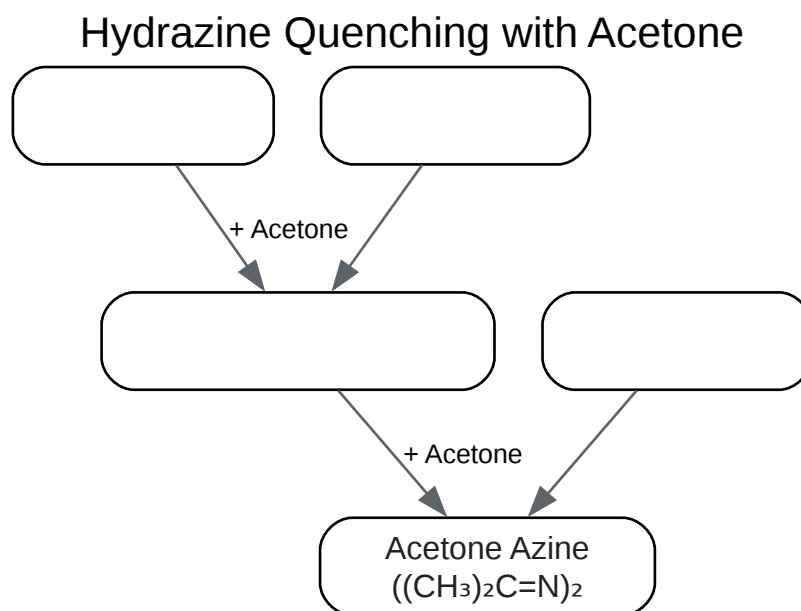 Hydrazine Quenching with Acetone
+ Acetone
+ Acetone
Acetone Azine
((CH₃)₂C=N)₂